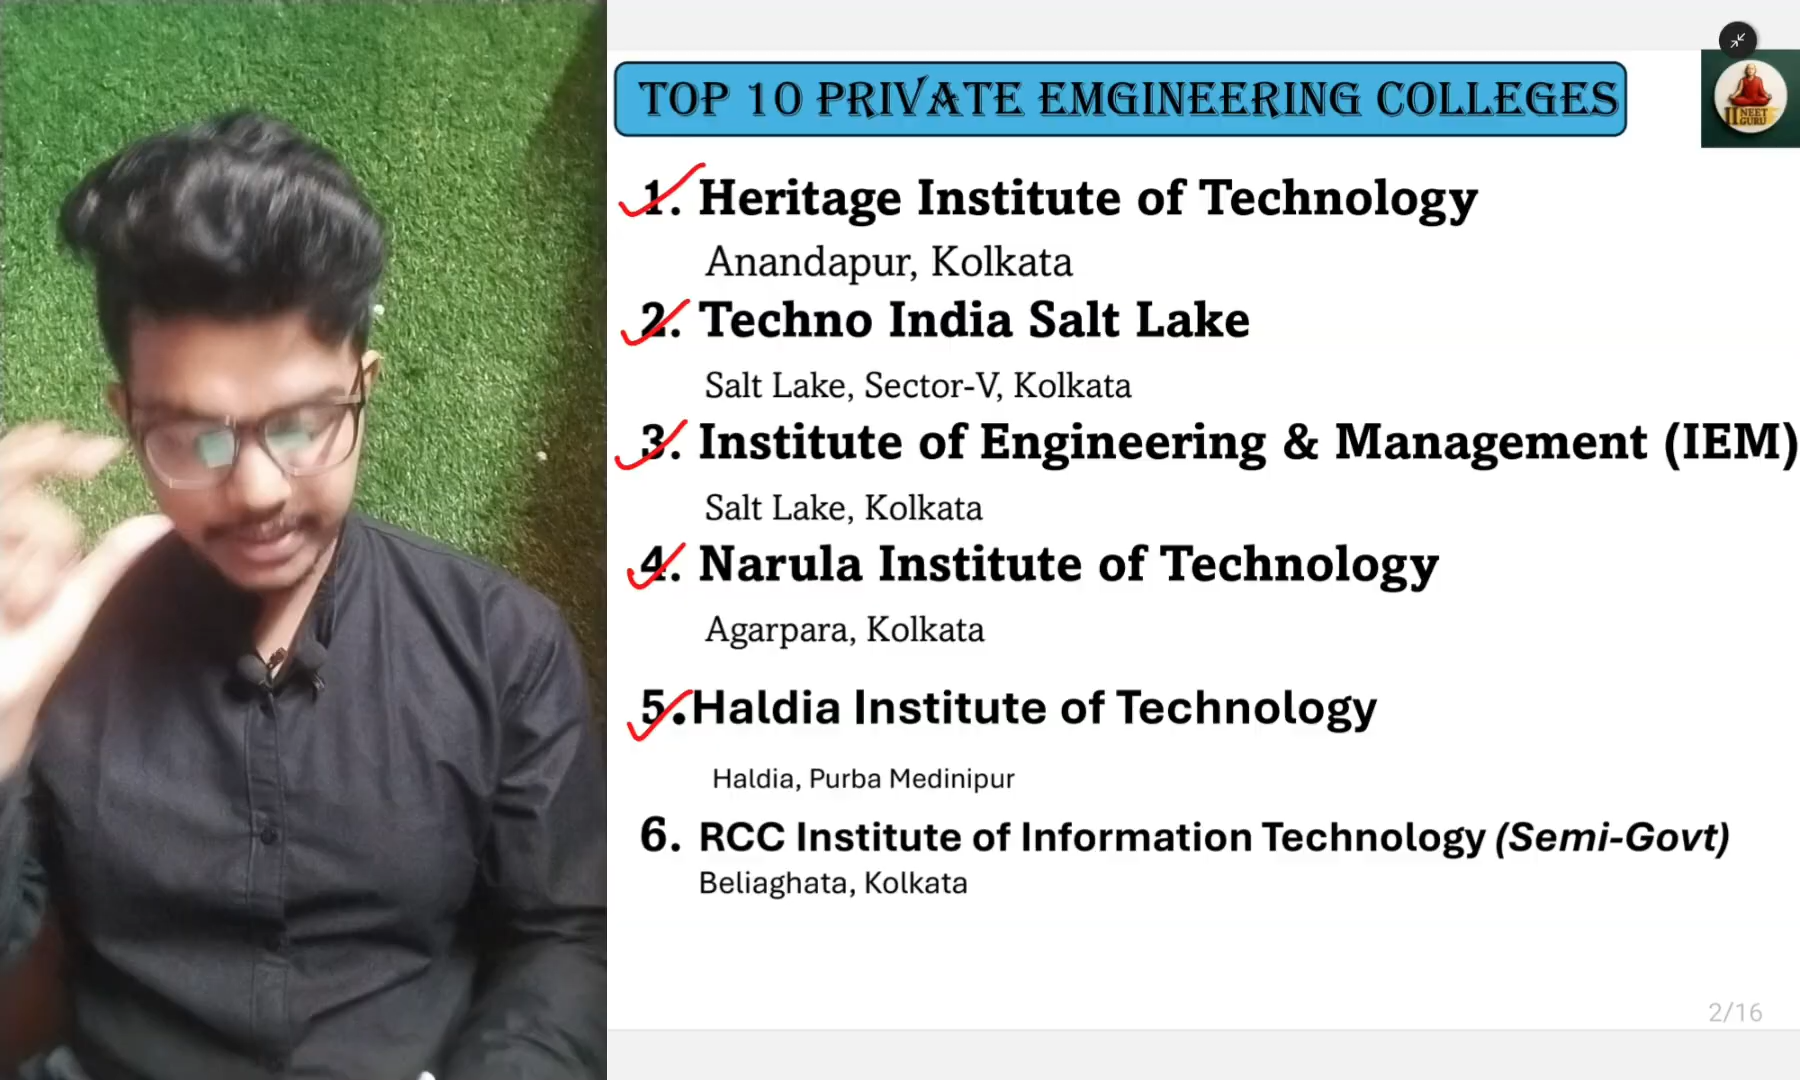 TOP 10 PRIVATE EMGINEERING COLLEGES
NEET
GURU
1. Heritage Institute of Technology
Anandapur, Kolkata
2. Techno India Salt Lake
Salt Lake, Sector-V, Kolkata
3. Institute of Engineering & Management (IEM)
Salt Lake, Kolkata
4. Narula Institute of Technology
Agarpara, Kolkata
5. Haldia Institute of Technology
Haldia, Purba Medinipur
6. RCC Institute of Information Technology (Semi-Govt)
Beliaghata, Kolkata
2/16